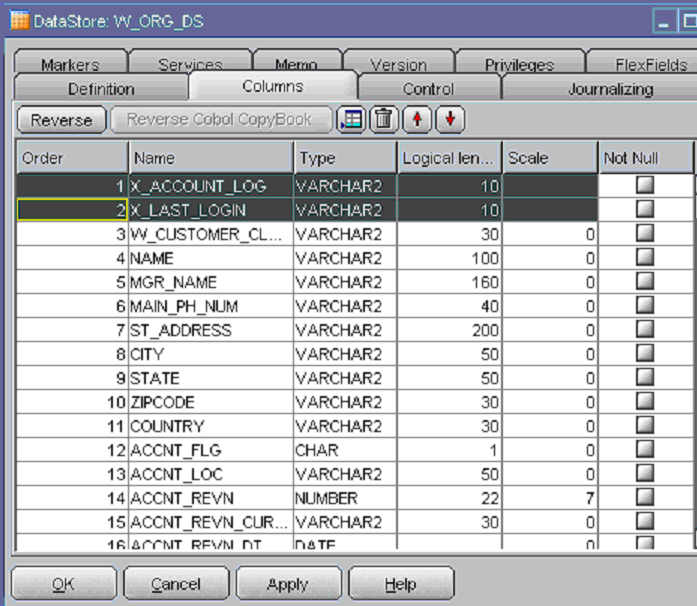 DataStore: W_ORG_DS
Markers Services Memo Version Privileges FlexFields
Definition Columns Control Journalizing
Reverse Reverse Cobol CopyBook
Order Name Type Logical len... Scale Not Null
1 X_ACCOUNT_LOG VARCHAR2 10
2 X_LAST_LOGIN VARCHAR2 10
3 W_CUSTOMER_CL... VARCHAR2 30 0
4 NAME VARCHAR2 100 0
5 MGR_NAME VARCHAR2 160 0
6 MAIN_PH_NUM VARCHAR2 40 0
7 ST_ADDRESS VARCHAR2 200 0
8 CITY VARCHAR2 50 0
9 STATE VARCHAR2 50 0
10 ZIPCODE VARCHAR2 30 0
11 COUNTRY VARCHAR2 30 0
12 ACCNT_FLG CHAR 1 0
13 ACCNT_LOC VARCHAR2 50 0
14 ACCNT_REVN NUMBER 22 7
15 ACCNT_REVN_CUR... VARCHAR2 30 0
16 ACCNT_REVN_DT DATE 0
OK Cancel Apply Help